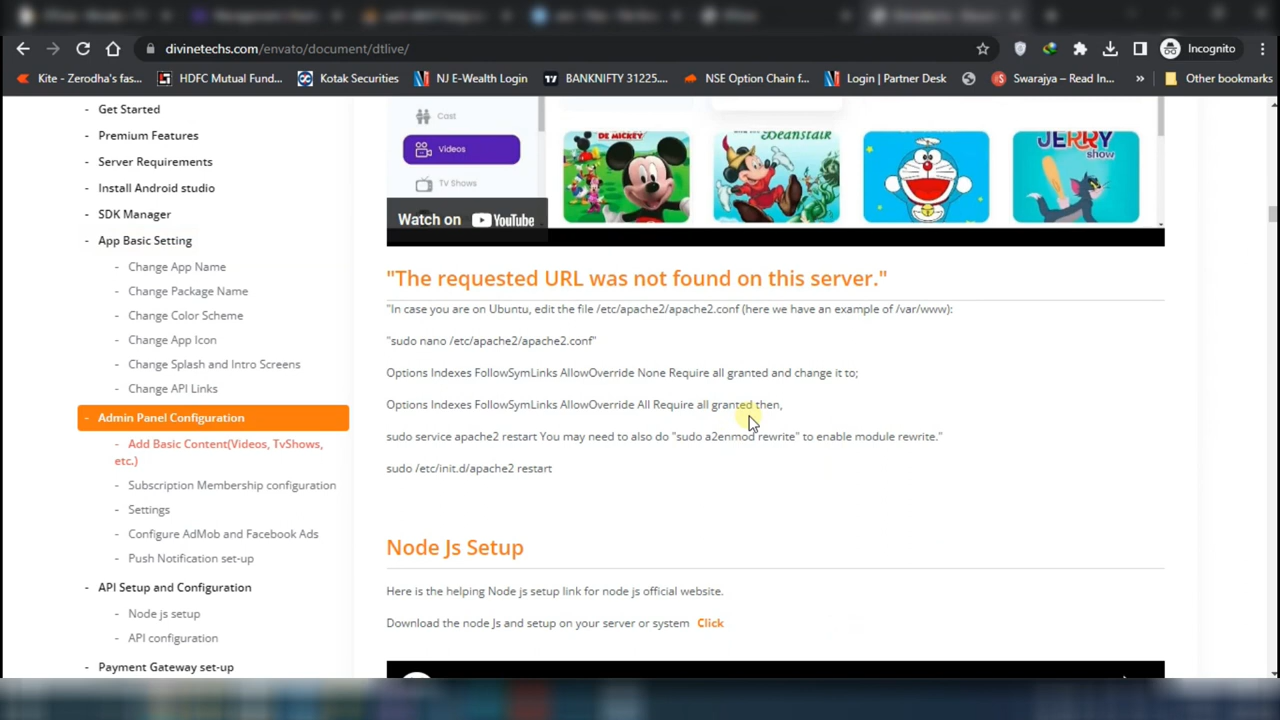 divinetechs.com/envato/document/dtlive/
Incognito
Kite - Zerodha's fas...
HDFC Mutual Fund...
Kotak Securities
NJ E-Wealth Login
BANKNIFTY 31225....
NSE Option Chain f...
Login | Partner Desk
Swarajya – Read In...
»
Other bookmarks
- Get Started
- Premium Features
- Server Requirements
- Install Android studio
- SDK Manager
- App Basic Setting
- Change App Name
- Change Package Name
- Change Color Scheme
- Change App Icon
- Change Splash and Intro Screens
- Change API Links
- Admin Panel Configuration
- Add Basic Content(Videos, TvShows,
etc.)
- Subscription Membership configuration
- Settings
- Configure AdMob and Facebook Ads
- Push Notification set-up
- API Setup and Configuration
- Node js setup
- API configuration
- Payment Gateway set-up
Cast
Videos
Tv Shows
Watch on YouTube
DE MICKEY
and the
Beanstalk
JERRY
show
"The requested URL was not found on this server."
"In case you are on Ubuntu, edit the file /etc/apache2/apache2.conf (here we have an example of /var/www):
"sudo nano /etc/apache2/apache2.conf"
Options Indexes FollowSymLinks AllowOverride None Require all granted and change it to;
Options Indexes FollowSymLinks AllowOverride All Require all granted then,
sudo service apache2 restart You may need to also do "sudo a2enmod rewrite" to enable module rewrite."
sudo /etc/init.d/apache2 restart
Node Js Setup
Here is the helping Node js setup link for node js official website.
Download the node Js and setup on your server or system Click